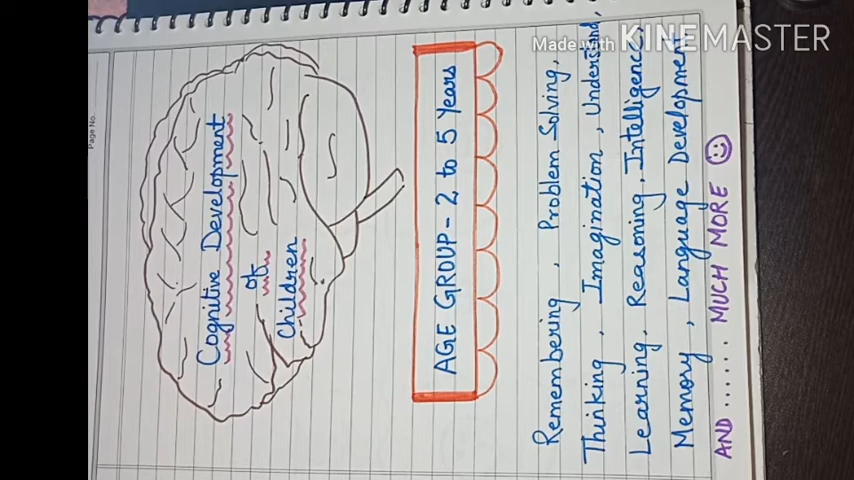 Made with KINEMASTER
Page No.
Cognitive Development
of
Children
AGE GROUP - 2 to 5 Years
Remembering, Problem Solving,
Thinking, Imagination, Understand,
Learning, Reasoning, Intelligence,
Memory, Language Development
AND...... MUCH MORE